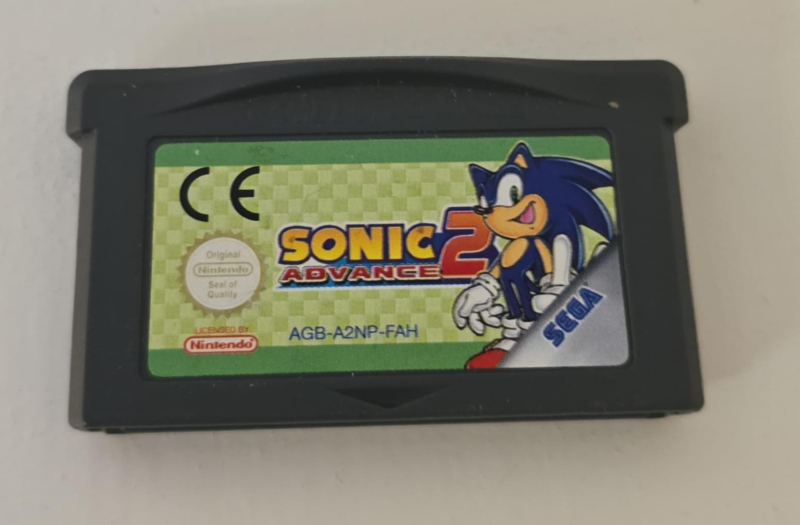 CE
SONIC
ADVANCE 2
Original
Nintendo
Seal of
Quality
LICENSED BY
Nintendo
AGB-A2NP-FAH
SEGA